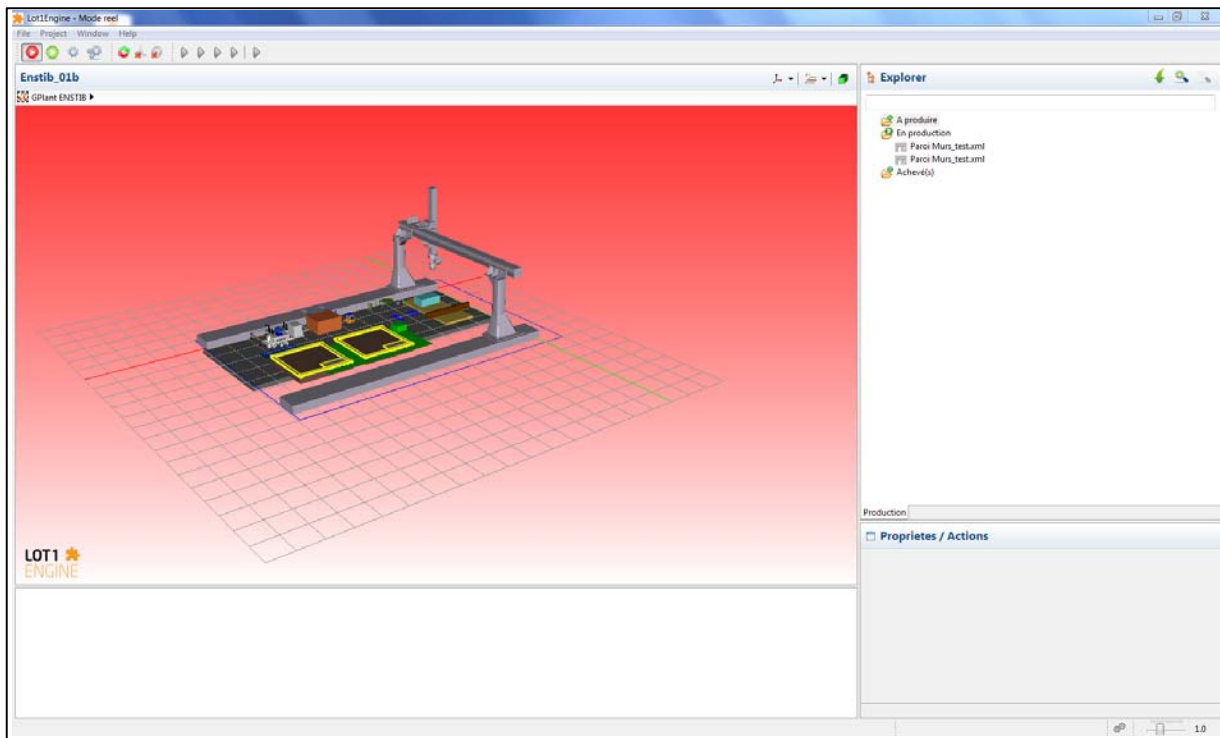 Lot1Engine - Mode reel
File Project Window Help
Enstib_01b
GPlant ENSTIB
Explorer
A produire
En production
Paroi Murs_test.xml
Paroi Murs_test.xml
Achevé(s)
Production
Proprietes / Actions
LOT1
ENGINE
1.0